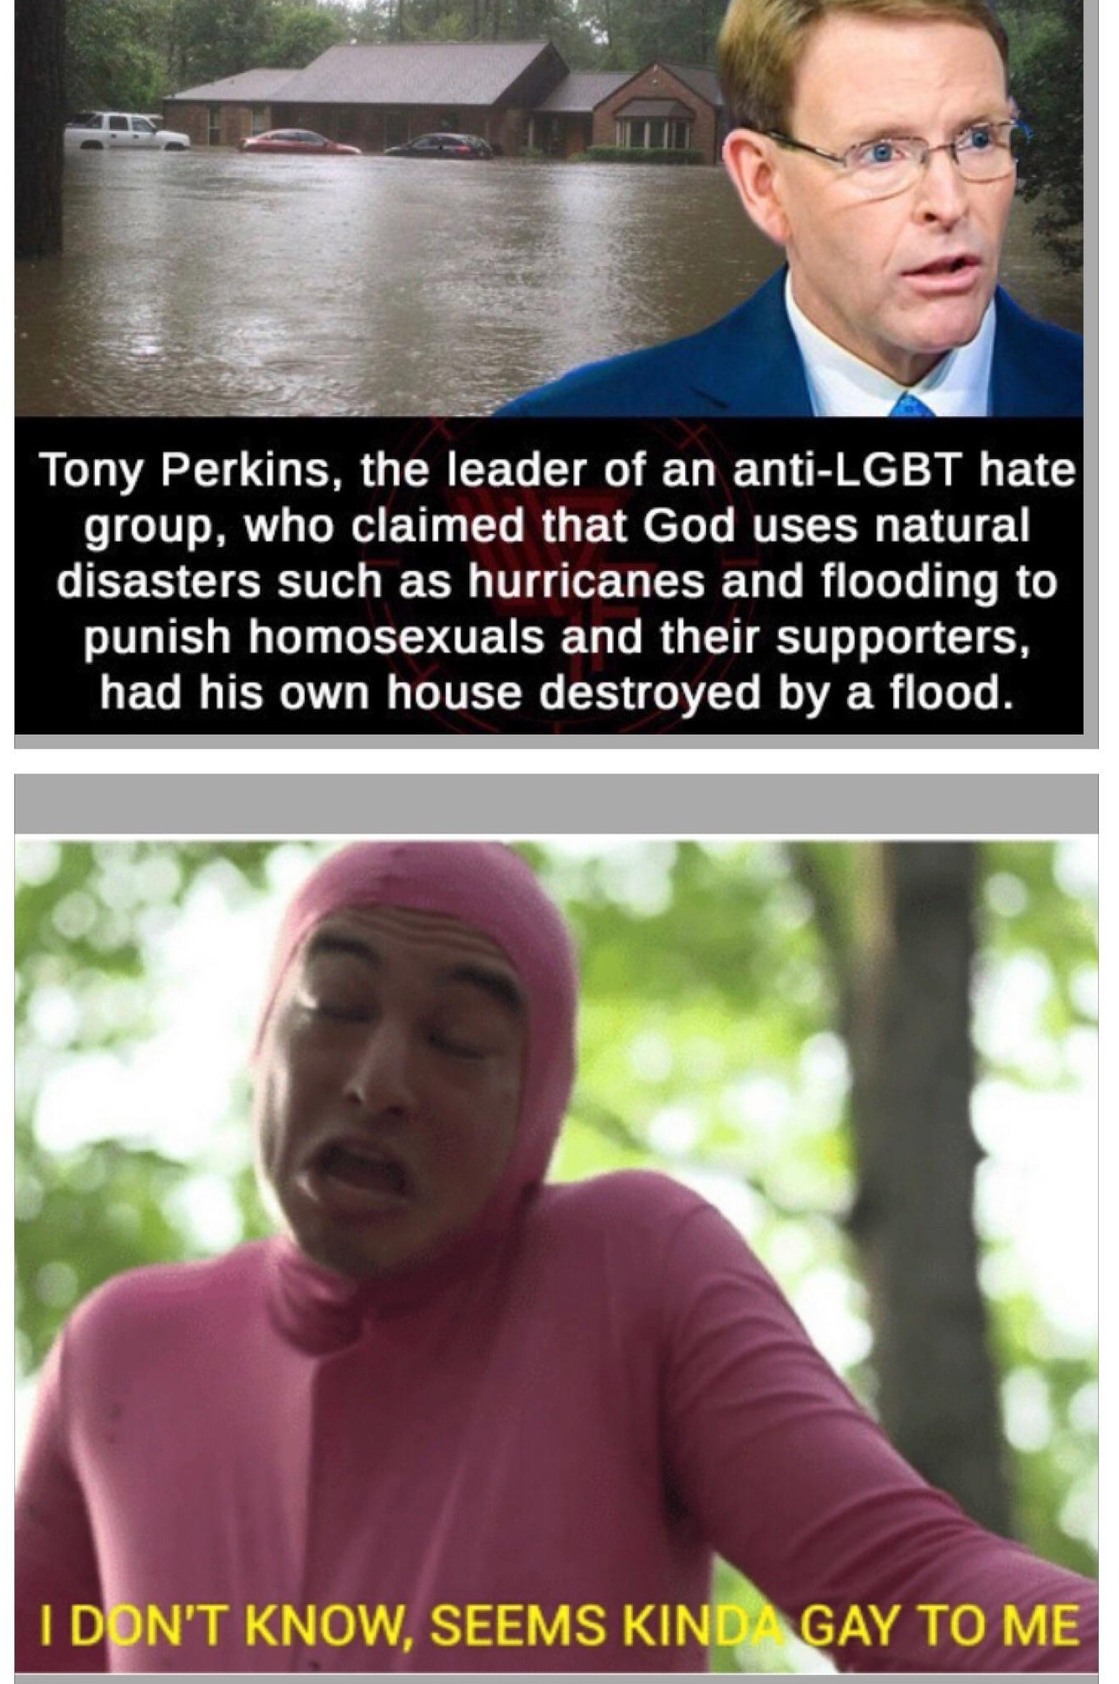 Tony Perkins, the leader of an anti-LGBT hate
group, who claimed that God uses natural
disasters such as hurricanes and flooding to
punish homosexuals and their supporters,
had his own house destroyed by a flood.
I DON'T KNOW, SEEMS KINDA GAY TO ME